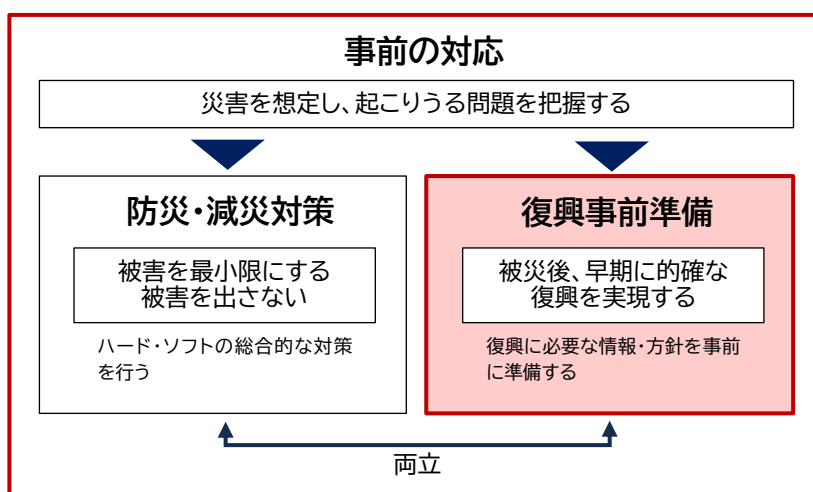 事前の対応
災害を想定し、起こりうる問題を把握する
防災・減災対策
被害を最小限にする
被害を出さない
ハード・ソフトの総合的な対策
を行う
復興事前準備
被災後、早期に的確な
復興を実現する
復興に必要な情報・方針を事前
に準備する
両立